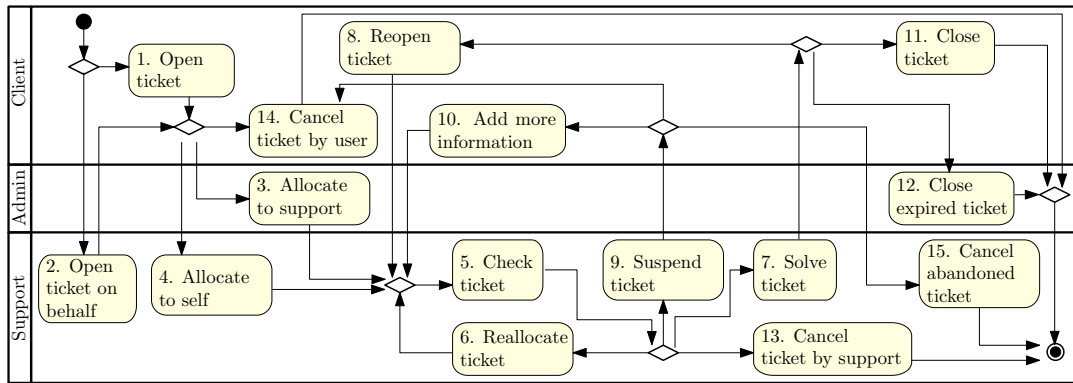 Client
1. Open
ticket
8. Reopen
ticket
11. Close
ticket
14. Cancel
ticket by user
10. Add more
information
Admin
3. Allocate
to support
12. Close
expired ticket
Support
2. Open
ticket on
behalf
4. Allocate
to self
5. Check
ticket
9. Suspend
ticket
7. Solve
ticket
15. Cancel
abandoned
ticket
6. Reallocate
ticket
13. Cancel
ticket by support